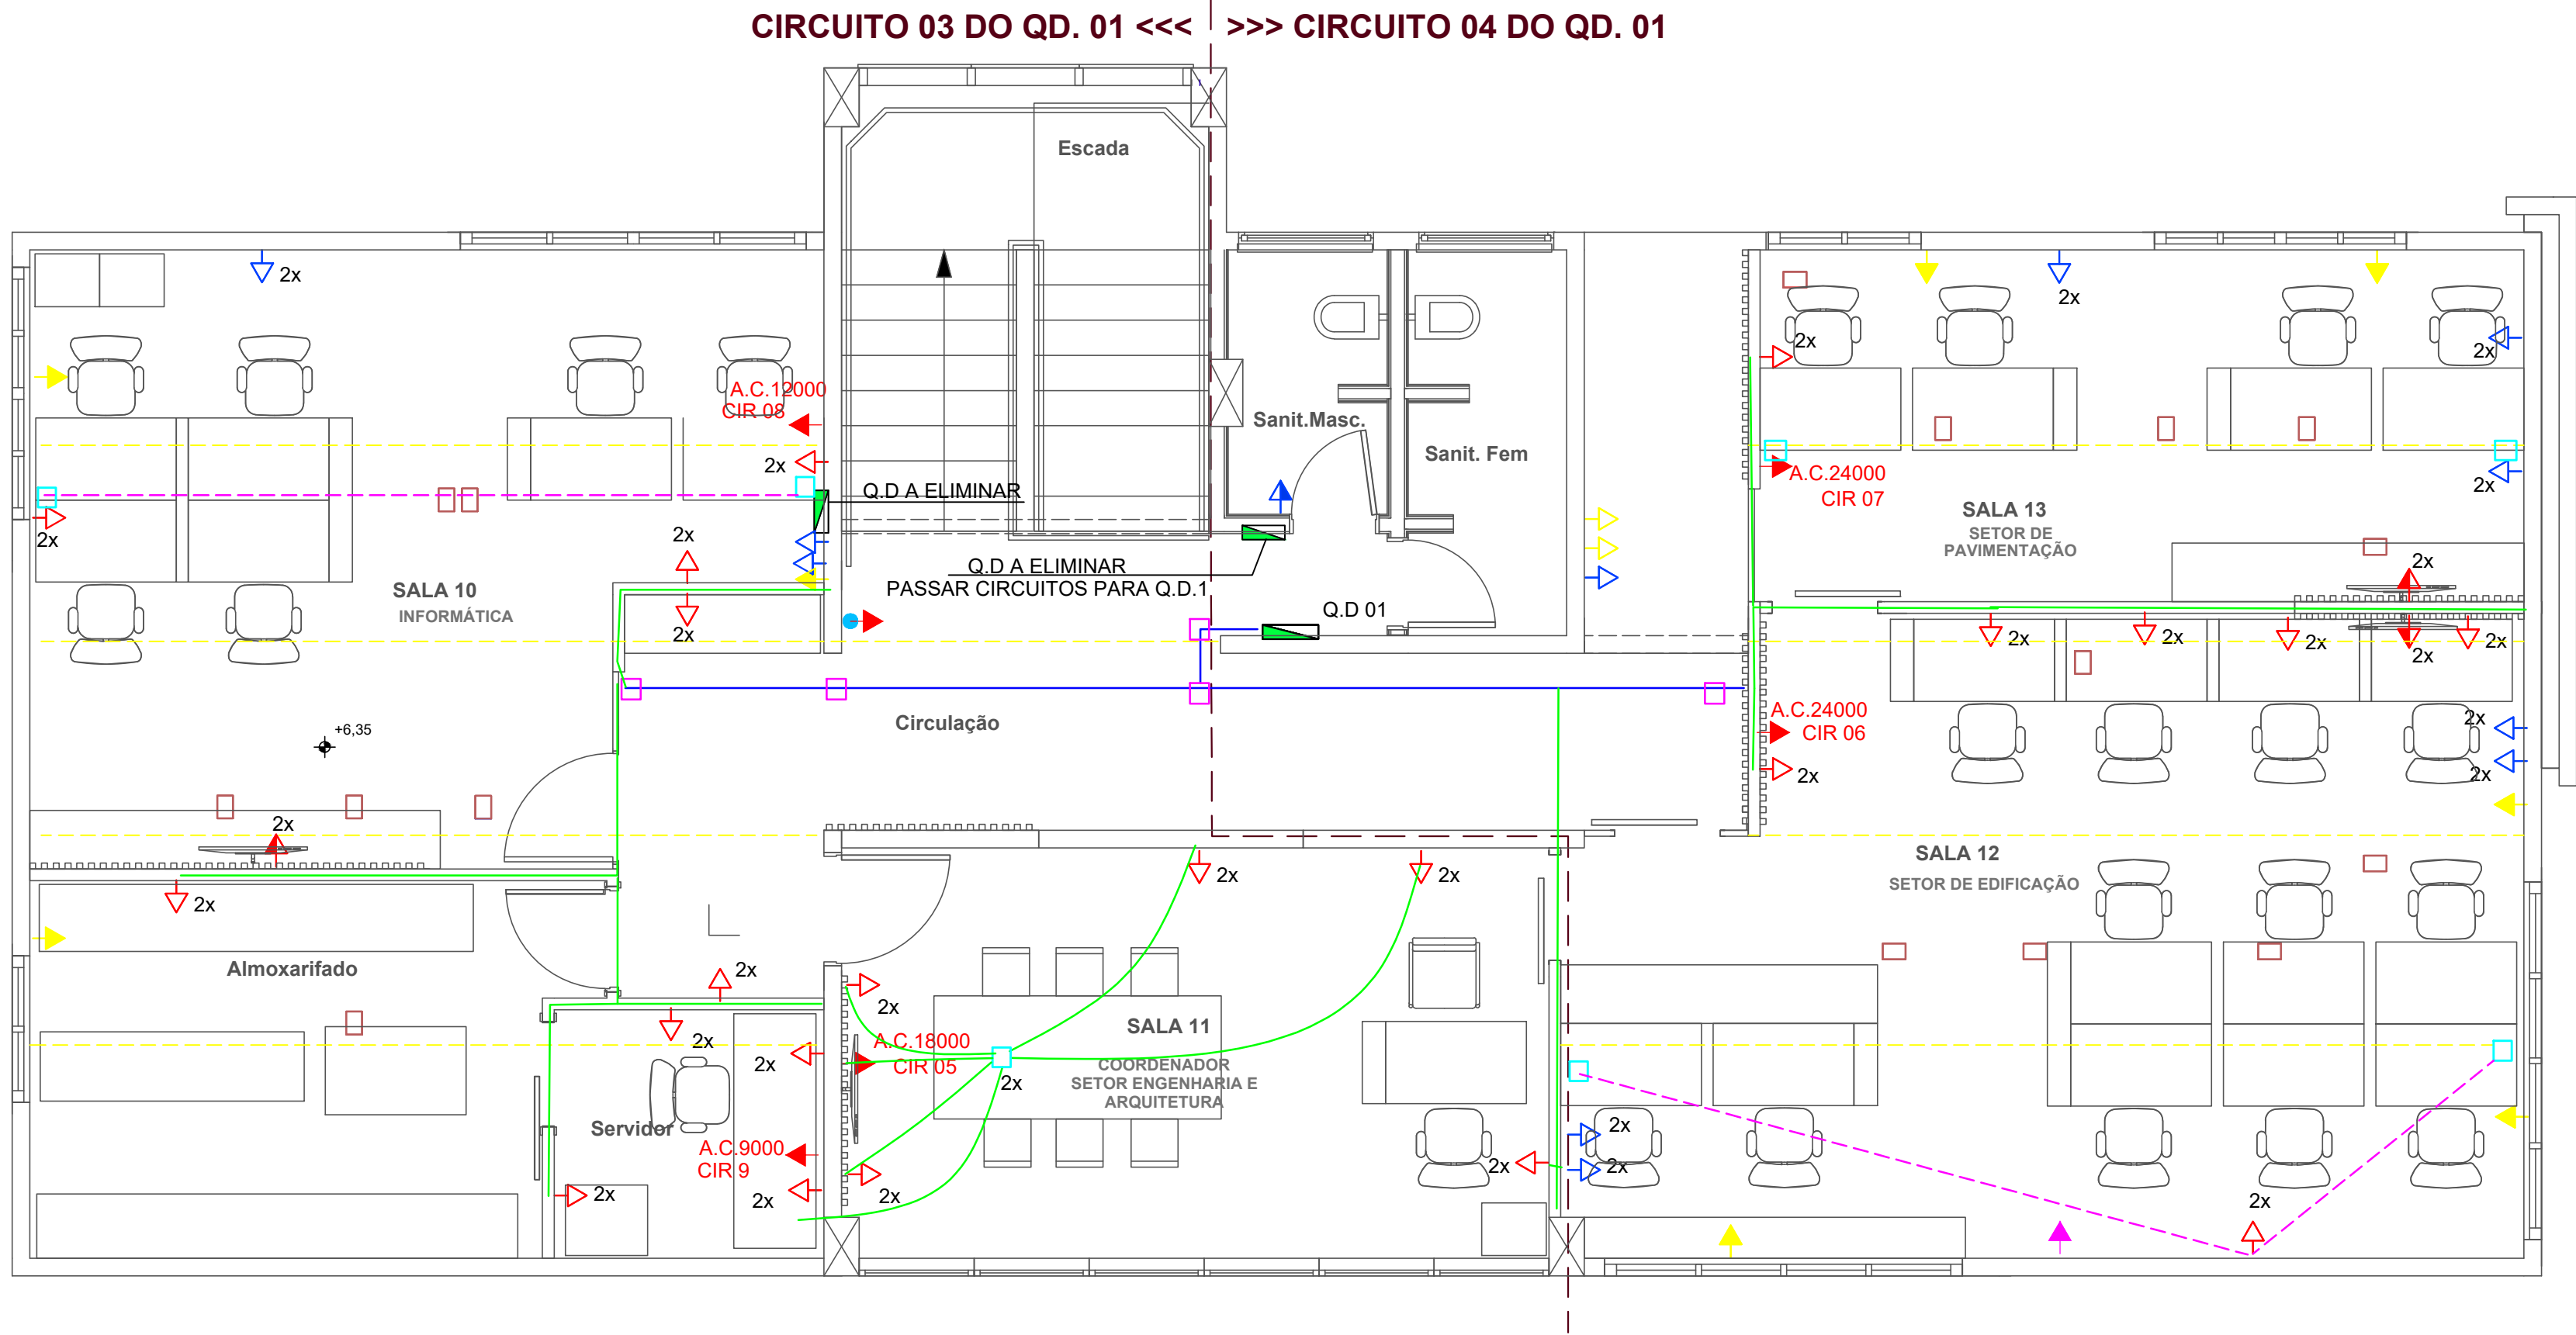 CIRCUITO 03 DO QD. 01 <<< >>> CIRCUITO 04 DO QD. 01
Escada
2x
2x
2x
2x
A.C.12000
CIR 08
Sanit.Masc.
Sanit. Fem
2x
A.C.24000
CIR 07
2x
Q.D A ELIMINAR
SALA 13
SETOR DE
PAVIMENTAÇÃO
2x
2x
Q.D A ELIMINAR
PASSAR CIRCUITOS PARA Q.D.1
2x
SALA 10
INFORMÁTICA
Q.D 01
2x
2x
2x
2x
2x
2x
+6,35
Circulação
A.C.24000
CIR 06
2x
2x
2x
2x
SALA 12
SETOR DE EDIFICAÇÃO
2x
2x
2x
Almoxarifado
2x
2x
SALA 11
COORDENADOR
SETOR ENGENHARIA E
ARQUITETURA
2x
A.C.18000
CIR 05
2x
2x
Servidor
2x
A.C.9000
CIR 9
2x
2x
2x
2x
2x
2x
2x